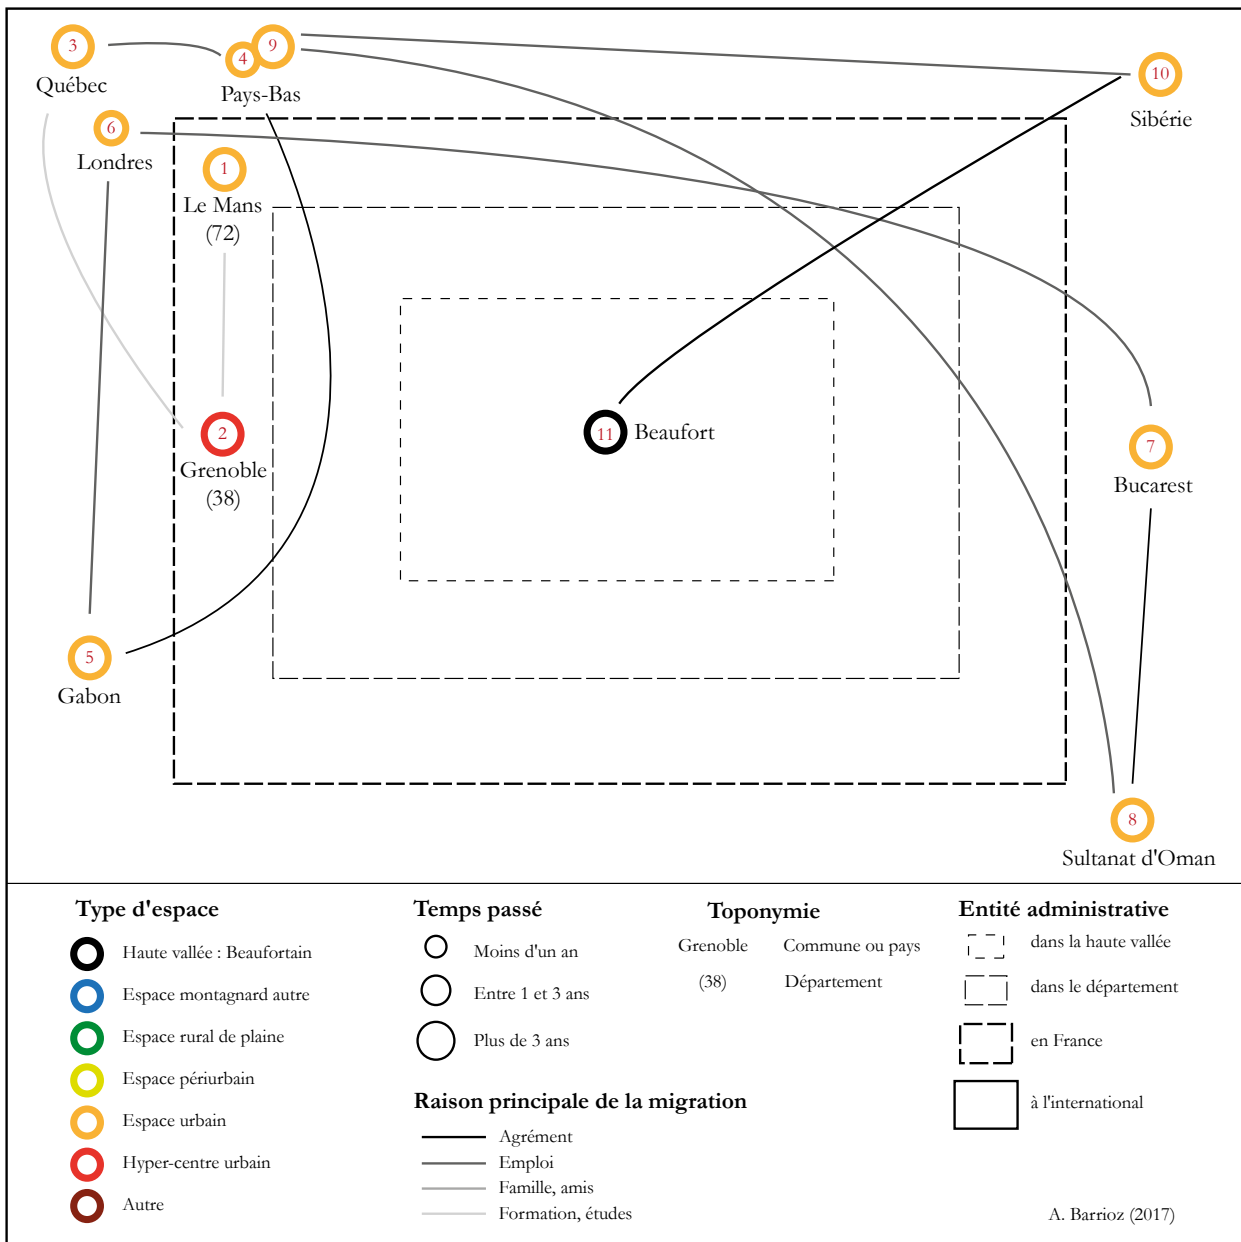 3
Québec
4
9
Pays-Bas
10
Sibérie
6
Londres
1
Le Mans
(72)
2
Grenoble
(38)
11
Beaufort
7
Bucarest
5
Gabon
8
Sultanat d'Oman
Type d'espace
Haute vallée : Beaufortain
Espace montagnard autre
Espace rural de plaine
Espace périurbain
Espace urbain
Hyper-centre urbain
Autre
Temps passé
Moins d'un an
Entre 1 et 3 ans
Plus de 3 ans
Raison principale de la migration
Agrément
Emploi
Famille, amis
Formation, études
Toponymie
Grenoble Commune ou pays
(38) Département
Entité administrative
dans la haute vallée
dans le département
en France
à l'international
A. Barrioz (2017)